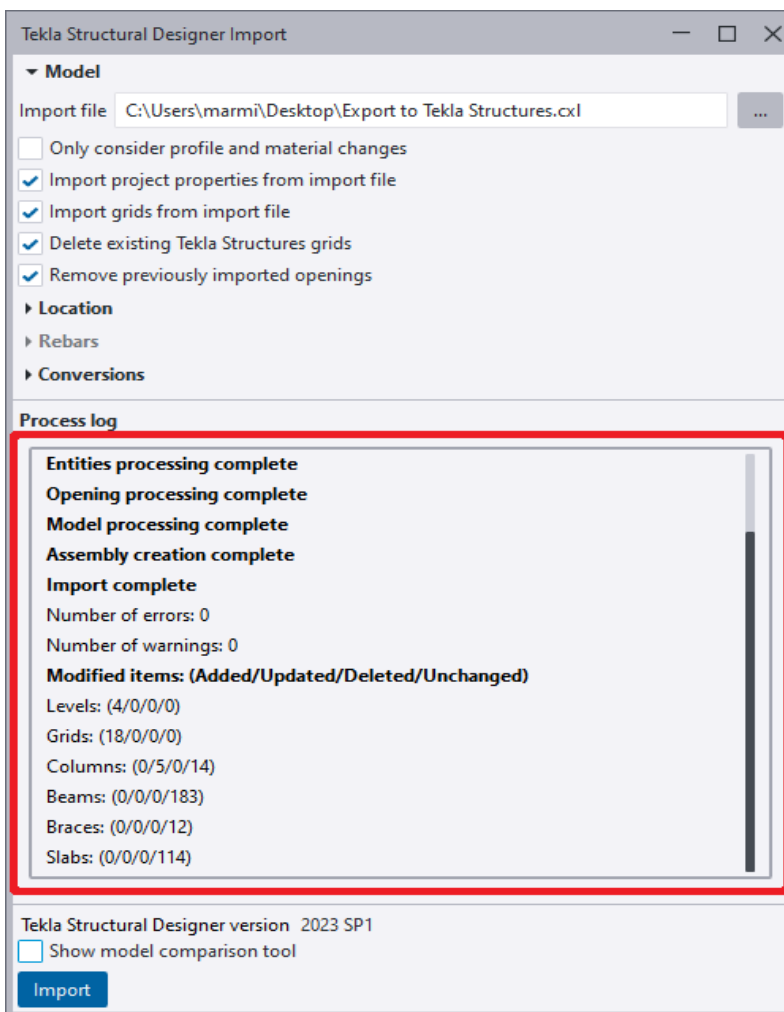 Tekla Structural Designer Import
Model
Import file C:\Users\marmi\Desktop\Export to Tekla Structures.cxl ...
Only consider profile and material changes
Import project properties from import file
Import grids from import file
Delete existing Tekla Structures grids
Remove previously imported openings
Location
Rebars
Conversions
Process log
Entities processing complete
Opening processing complete
Model processing complete
Assembly creation complete
Import complete
Number of errors: 0
Number of warnings: 0
Modified items: (Added/Updated/Deleted/Unchanged)
Levels: (4/0/0/0)
Grids: (18/0/0/0)
Columns: (0/5/0/14)
Beams: (0/0/0/183)
Braces: (0/0/0/12)
Slabs: (0/0/0/114)
Tekla Structural Designer version 2023 SP1
Show model comparison tool
Import